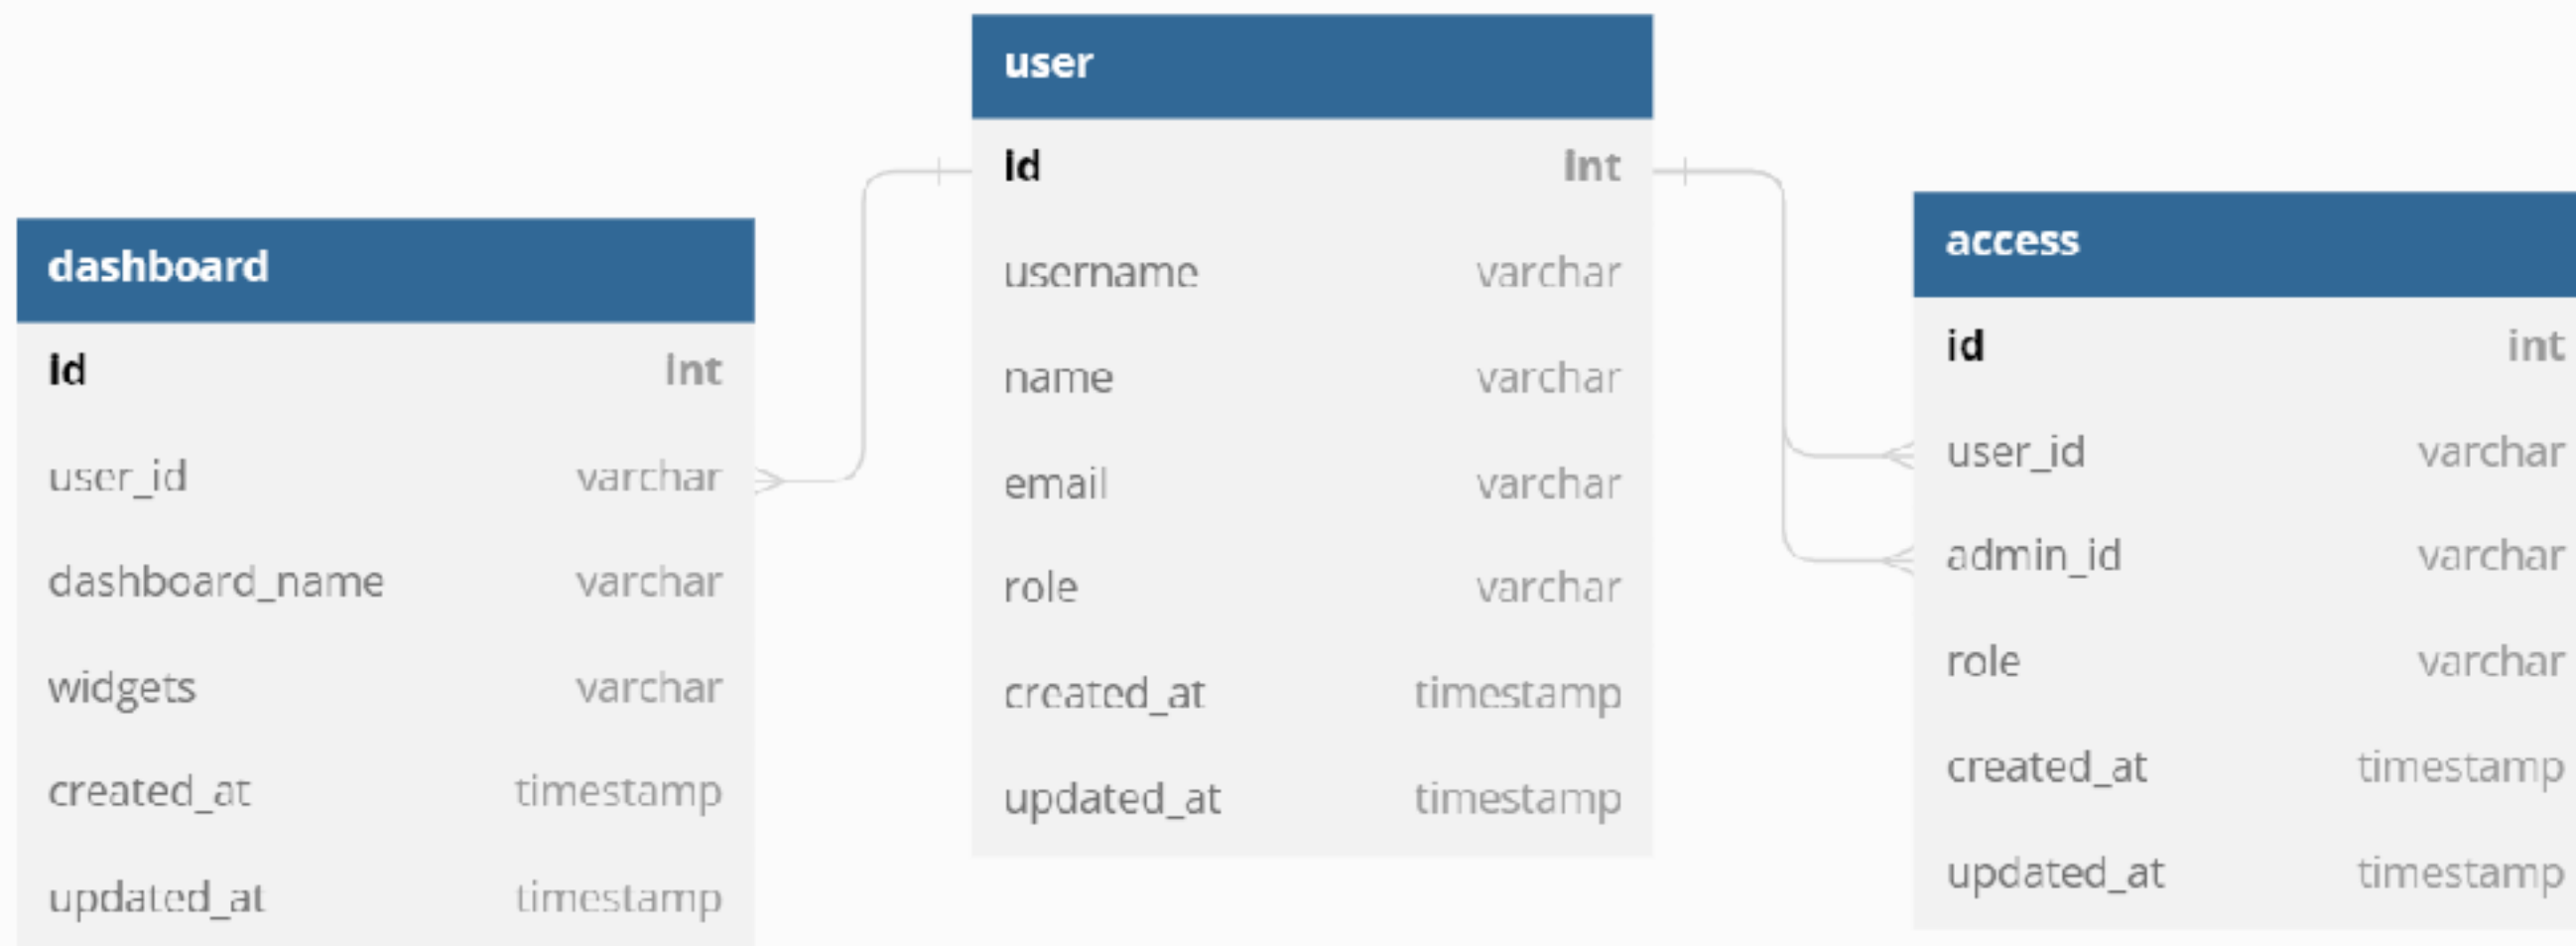 dashboard
id int
user_id varchar
dashboard_name varchar
widgets varchar
created_at timestamp
updated_at timestamp
user
id int
username varchar
name varchar
email varchar
role varchar
created_at timestamp
updated_at timestamp
access
id int
user_id varchar
admin_id varchar
role varchar
created_at timestamp
updated_at timestamp